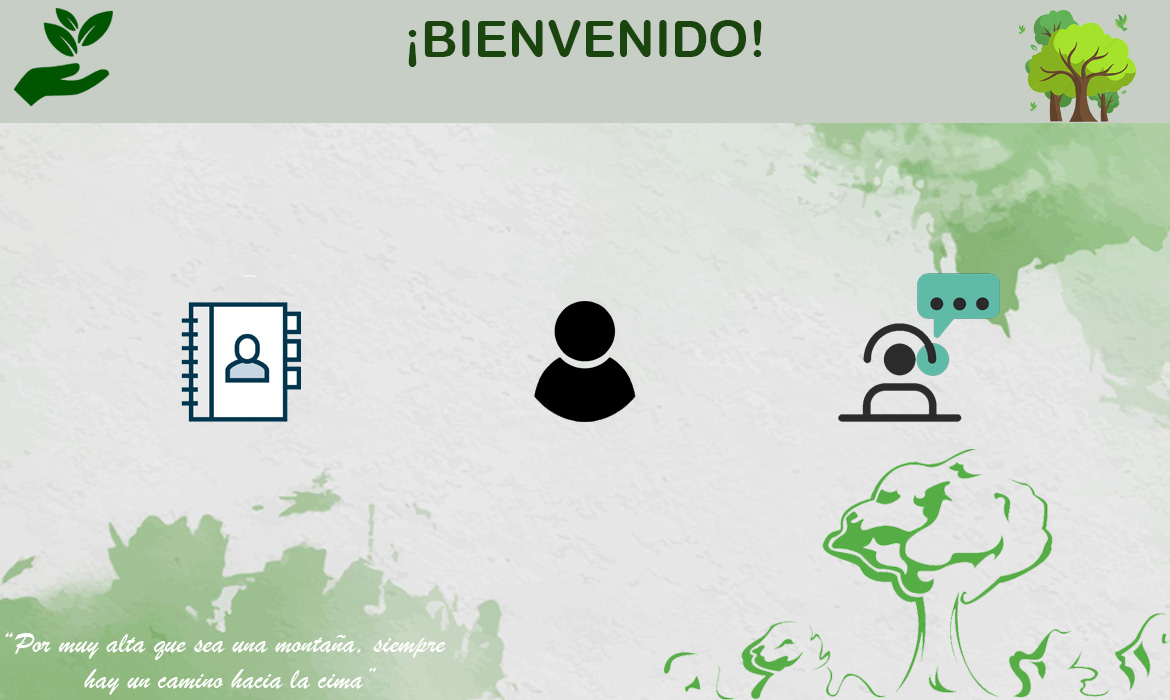 ¡BIENVENIDO!
“Por muy alta que sea una montaña, siempre
hay un camino hacia la cima”